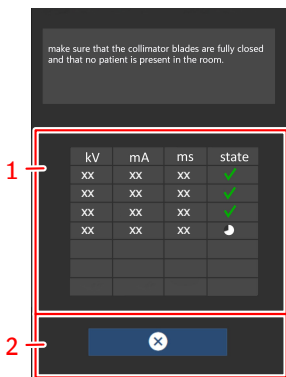 make sure that the collimator blades are fully closed
and that no patient is present in the room.
1
kV mA ms state
xx xx xx
xx xx xx
xx xx xx
xx xx xx
2